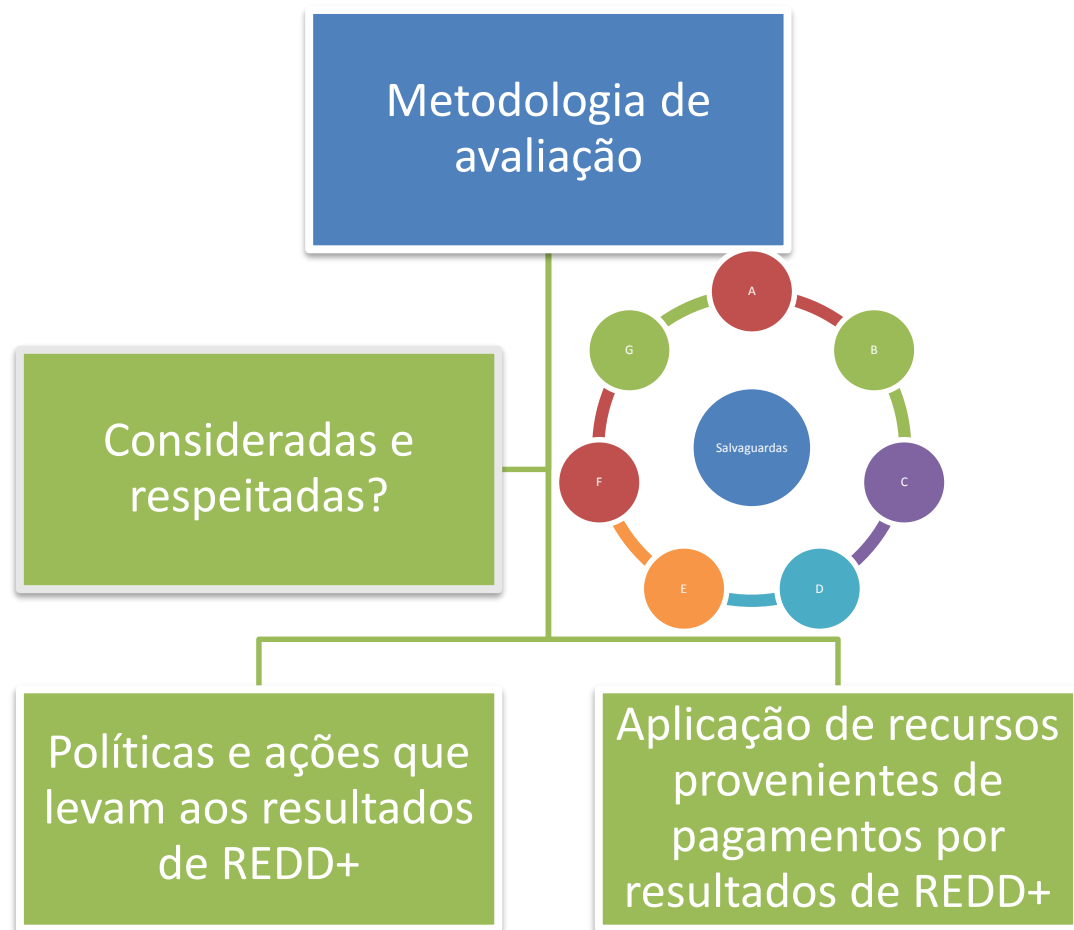 Metodologia de
avaliação
A
G
B
Consideradas e
respeitadas?
Salvaguardas
F
C
E
D
Políticas e ações que
levam aos resultados
de REDD+
Aplicação de recursos
provenientes de
pagamentos por
resultados de REDD+